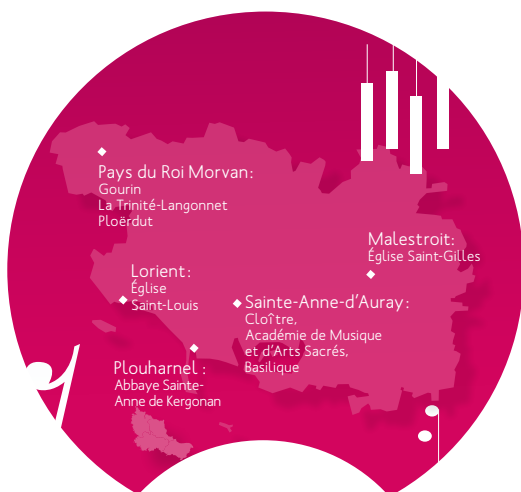 Pays du Roi Morvan:
Gourin
La Trinité-Langonnet
Ploërdut
Malestroit:
Église Saint-Gilles
Lorient:
Église
Saint-Louis
Sainte-Anne-d'Auray:
Cloître,
Académie de Musique
et d'Arts Sacrés,
Basilique
Plouharnel :
Abbaye Sainte-
Anne de Kergonan